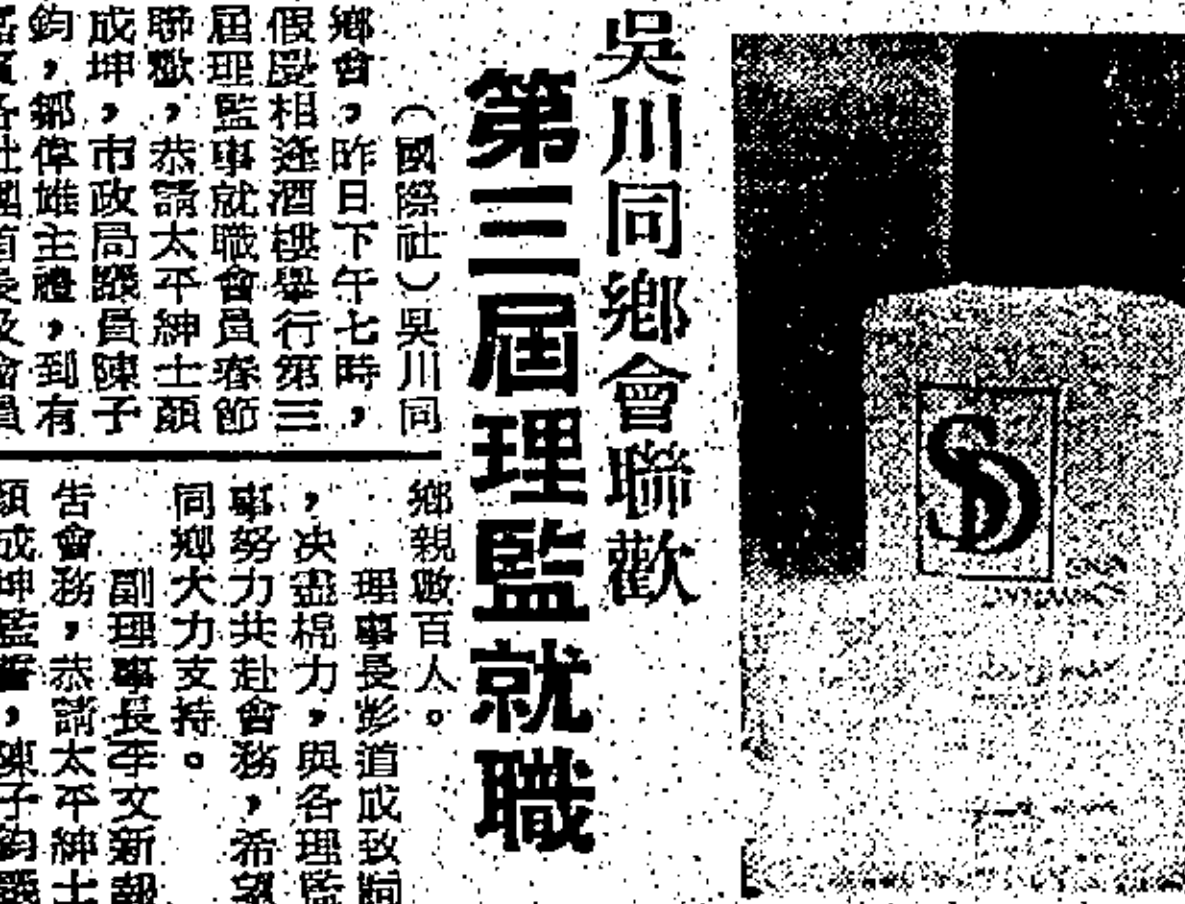 吳川同鄉會聯歡
第三屆理監就職
（國際社）吳川同
鄉會，昨日下午七時，
假愛相逢酒樓舉行第三
屆理監事就職會員春節
聯歡，恭請太平紳士顏
成坤，市政局議員陳子
鈞，鄒偉雄主禮，到有
嘉賓各社團首長及會員
鄉親數百人。
理事長彭道成致詞
，决盡棉力，與各理監
事努力共赴會務，希望
同鄉大力支持。
副理事長李文新報
告會務，恭請太平紳士
顏成坤監誓，陳子鈞議
SD